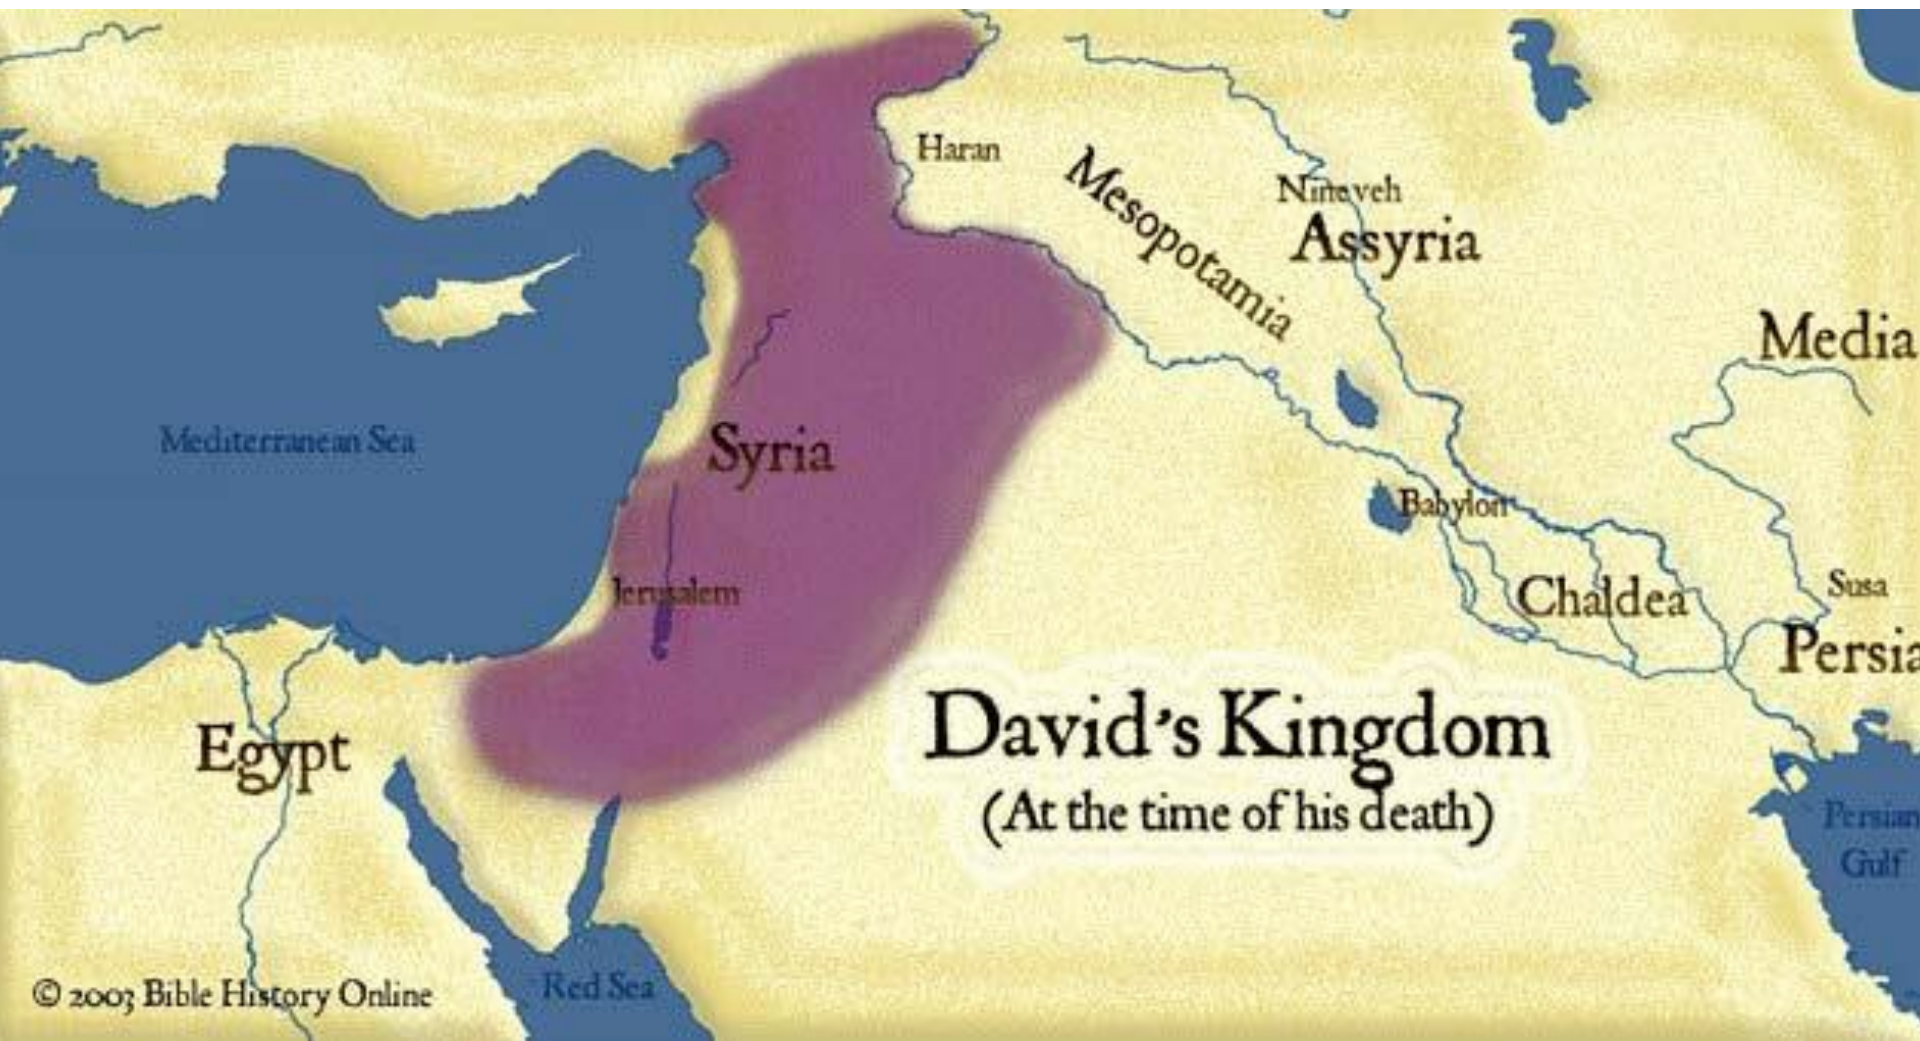 Haran
Mesopotamia
Nineveh
Assyria
Media
Mediterranean Sea
Syria
Babylon
Jerusalem
Chaldea
Susa
Persia
Egypt
David's Kingdom
(At the time of his death)
Persian
Gulf
Red Sea
© 2003 Bible History Online